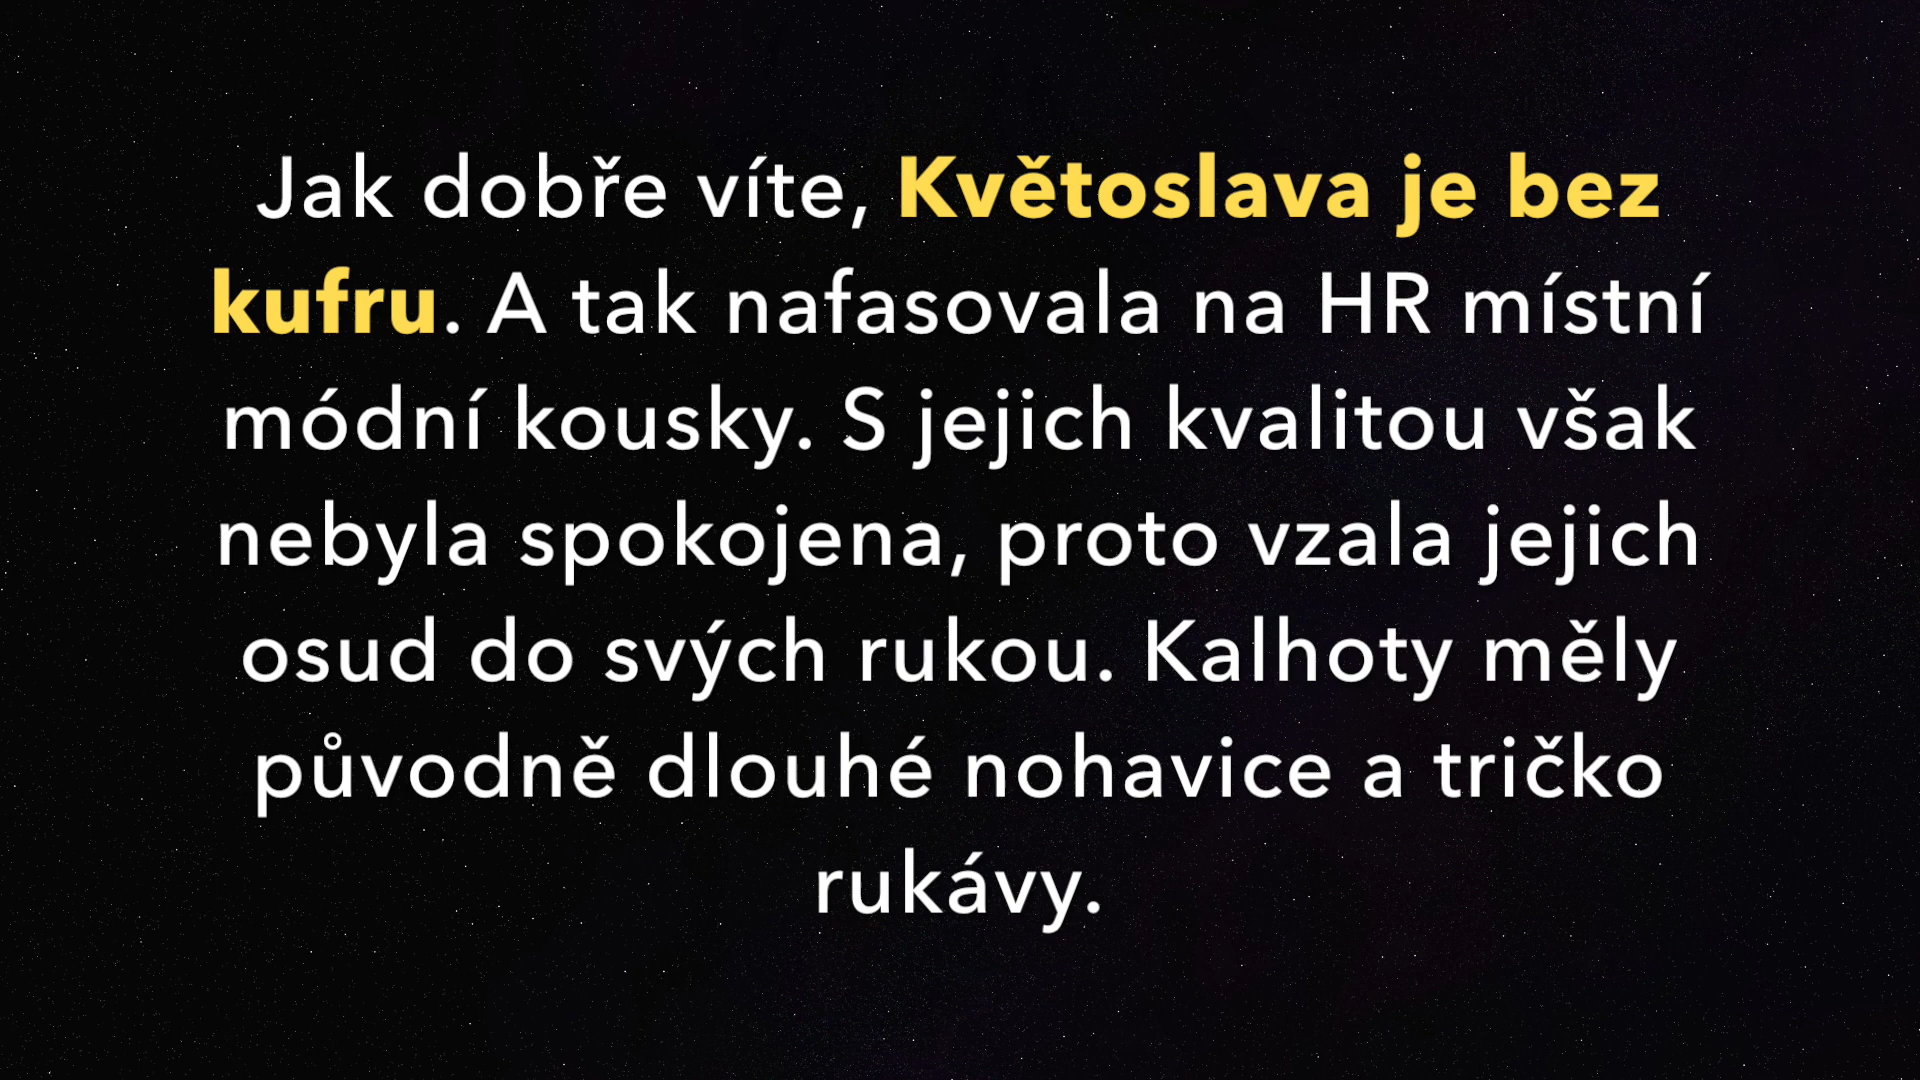 Jak dobře víte, Květoslava je bez
kufru. A tak nafasovala na HR místní
módní kousky. S jejich kvalitou však
nebyla spokojena, proto vzala jejich
osud do svých rukou. Kalhoty měly
původně dlouhé nohavice a tričko
rukávy.